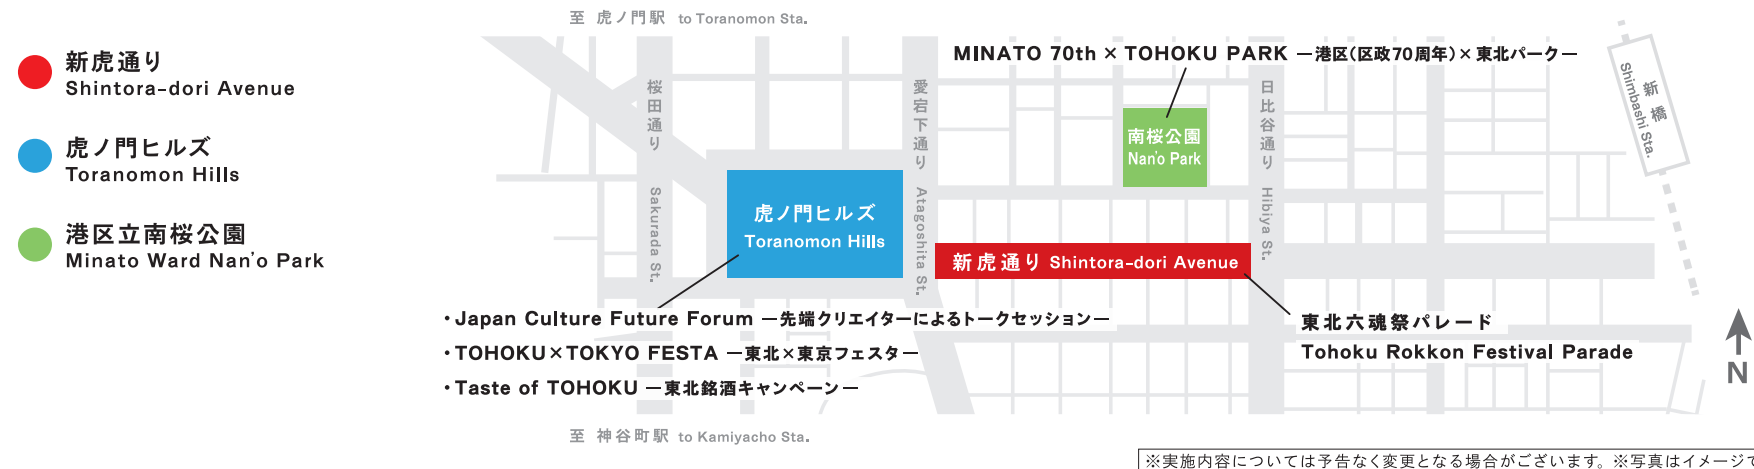 至 虎ノ門駅 to Toranomon Sta.
新虎通り
Shintora-dori Avenue
虎ノ門ヒルズ
Toranomon Hills
港区立南桜公園
Minato Ward Nan'o Park
MINATO 70th × TOHOKU PARK ―港区(区政70周年)×東北パーク―
桜田通り
Sakurada St.
愛宕下通り
Atagoshita St.
日比谷通り
Hibiya St.
新橋
Shimbashi Sta.
南桜公園
Nan'o Park
虎ノ門ヒルズ
Toranomon Hills
新虎通り Shintora-dori Avenue
・Japan Culture Future Forum ―先端クリエイターによるトークセッション―
・TOHOKU×TOKYO FESTA ―東北×東京フェスタ―
・Taste of TOHOKU ―東北銘酒キャンペーン―
東北六魂祭パレード
Tohoku Rokkon Festival Parade
N
至 神谷町駅 to Kamiyacho Sta.
※実施内容については予告なく変更となる場合がございます。※写真はイメージで